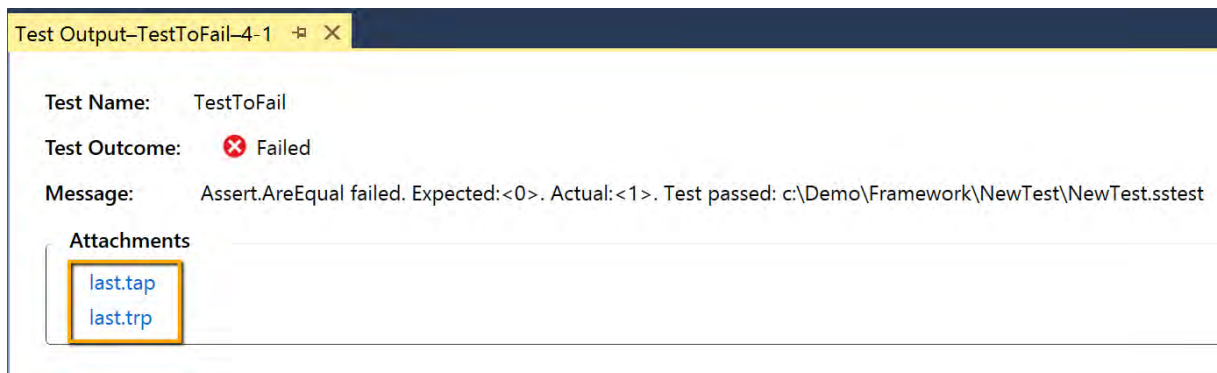 Test Output–TestToFail–4-1
Test Name: TestToFail
Test Outcome: Failed
Message: Assert.AreEqual failed. Expected:<0>. Actual:<1>. Test passed: c:\Demo\Framework\NewTest\NewTest.sstest
Attachments
last.tap
last.trp